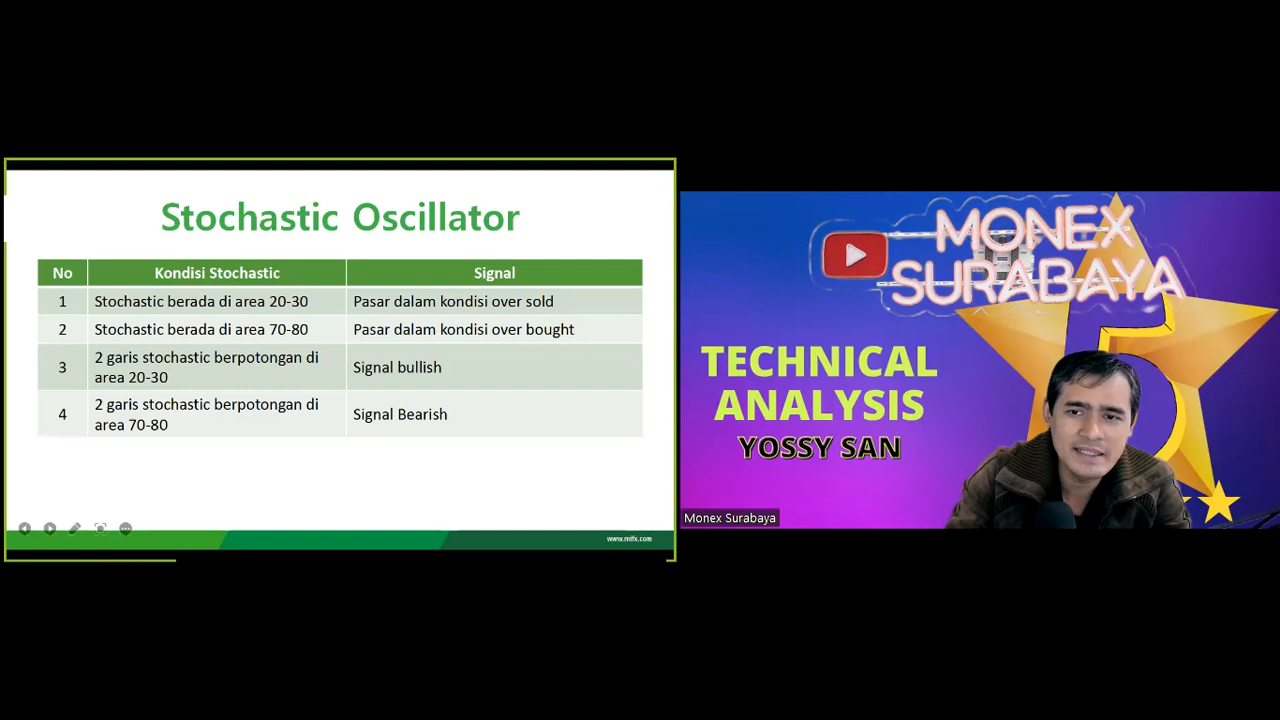 Stochastic Oscillator
No Kondisi Stochastic Signal
1 Stochastic berada di area 20-30 Pasar dalam kondisi over sold
2 Stochastic berada di area 70-80 Pasar dalam kondisi over bought
3 2 garis stochastic berpotongan di
area 20-30 Signal bullish
4 2 garis stochastic berpotongan di
area 70-80 Signal Bearish
www.mifx.com
MONEX
SURABAYA
5
TECHNICAL
ANALYSIS
YOSSY SAN
Monex Surabaya